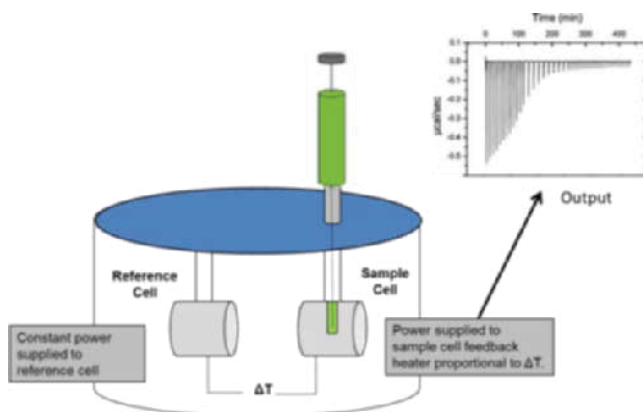 Time (min)
0 100 200 300 400
0.1
0.0
-0.1
-0.2
-0.3
-0.4
-0.5
µcal/sec
Output
Reference
Cell
Sample
Cell
Constant power
supplied to
reference cell
Power supplied to
sample cell feedback
heater proportional to ΔT.
ΔT